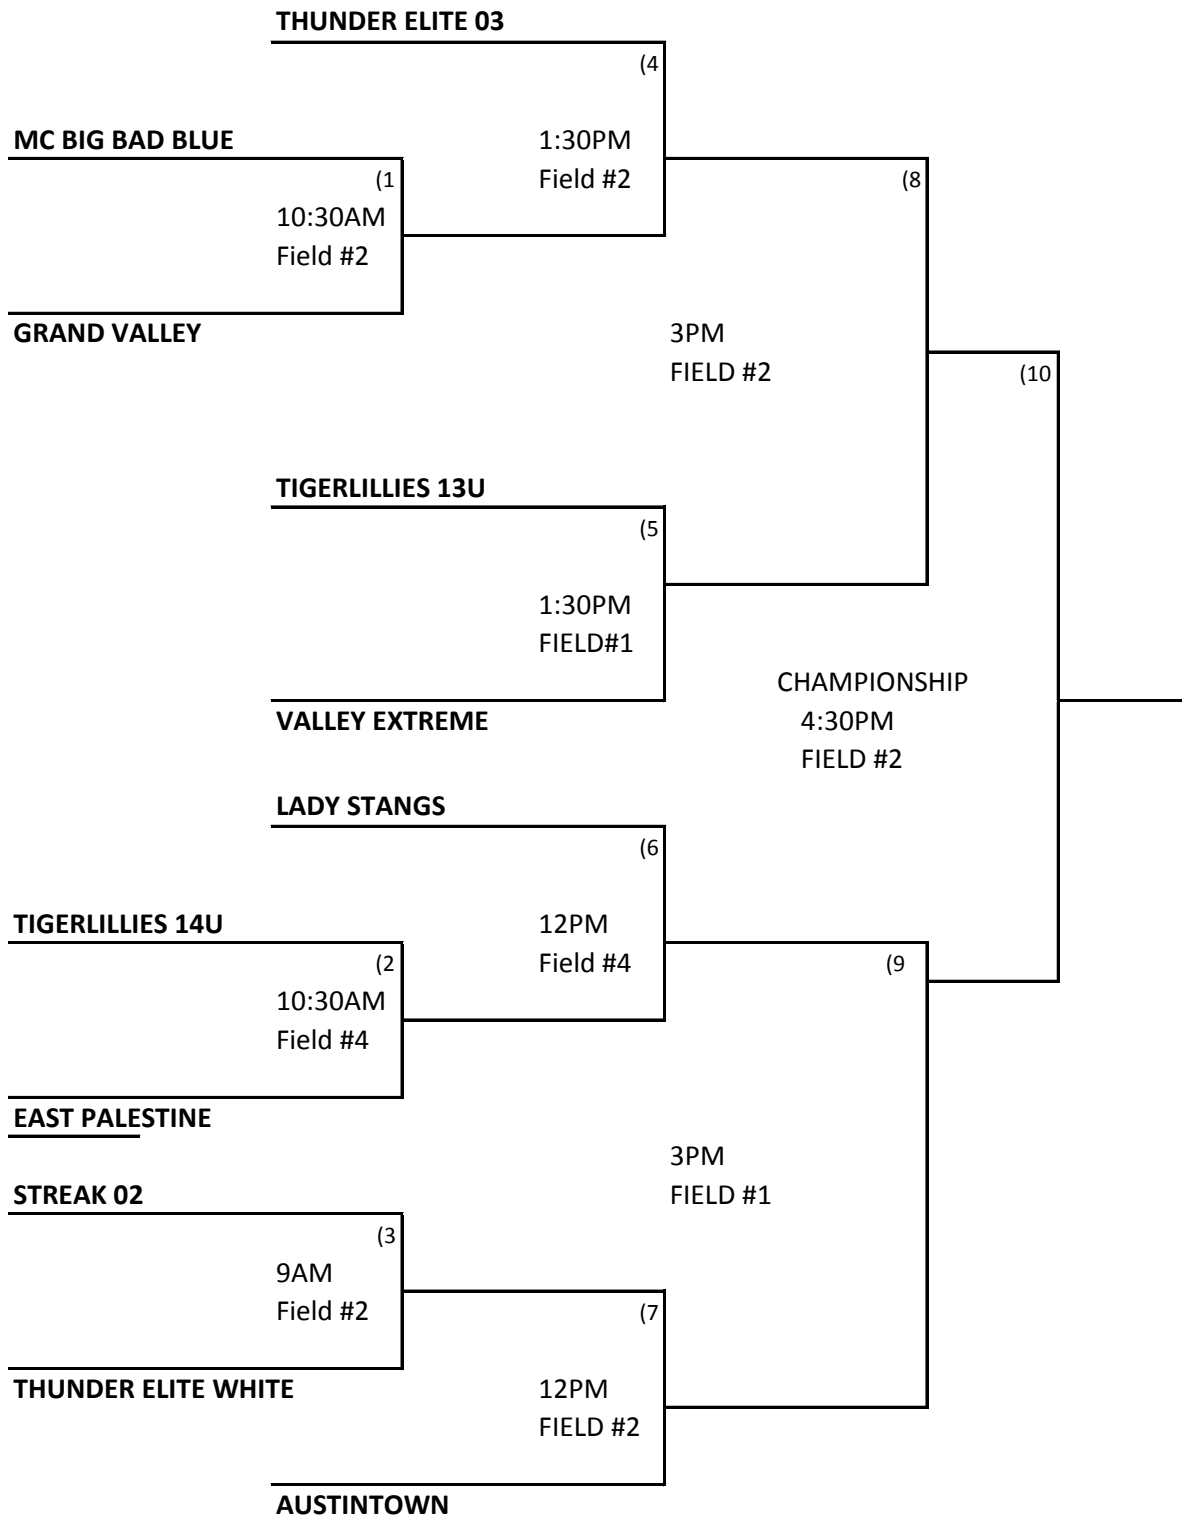 THUNDER ELITE 03
(4
MC BIG BAD BLUE
1:30PM
(1
Field #2
(8
10:30AM
Field #2
GRAND VALLEY
3PM
FIELD #2
(10
TIGERLILLIES 13U
(5
1:30PM
FIELD#1
CHAMPIONSHIP
VALLEY EXTREME
4:30PM
FIELD #2
LADY STANGS
(6
TIGERLILLIES 14U
12PM
(2
Field #4
(9
10:30AM
Field #4
EAST PALESTINE
3PM
STREAK 02
FIELD #1
(3
9AM
Field #2
(7
THUNDER ELITE WHITE
12PM
FIELD #2
AUSTINTOWN